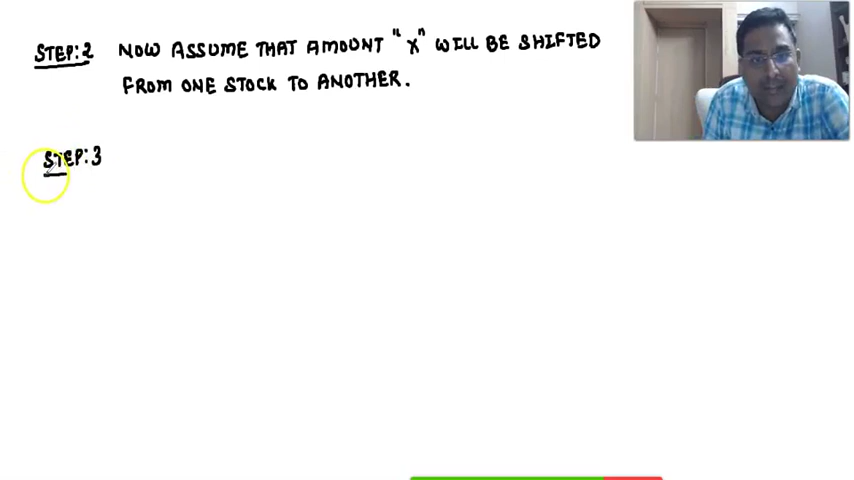 STEP:2 NOW ASSUME THAT AMOUNT "X" WILL BE SHIFTED
FROM ONE STOCK TO ANOTHER.
STEP:3